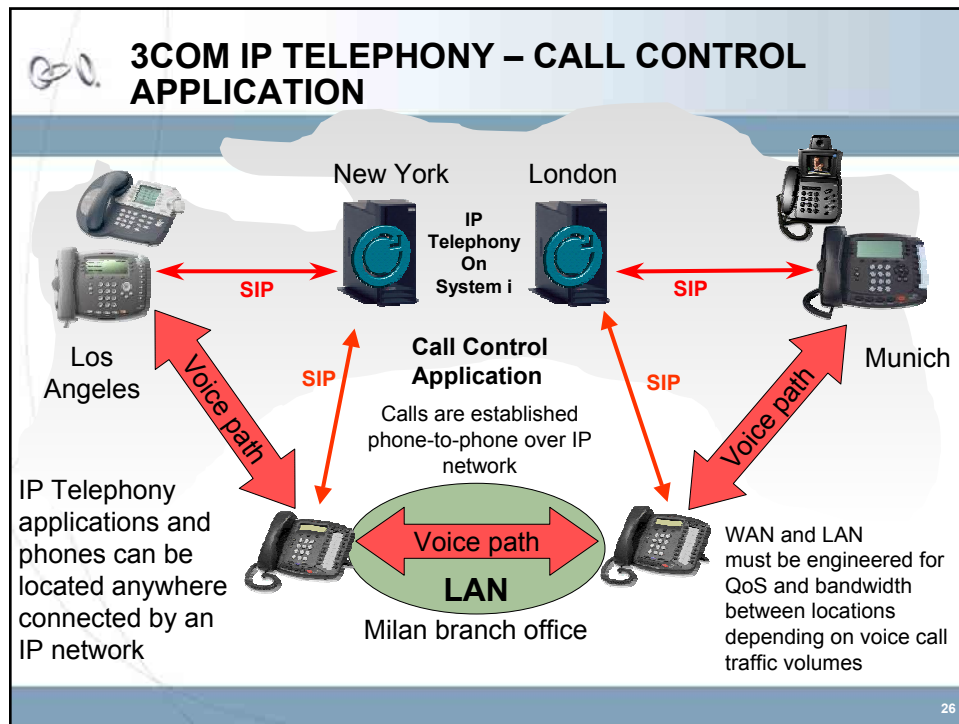 3COM IP TELEPHONY – CALL CONTROL
APPLICATION
New York
London
IP
Telephony
On
System i
SIP
SIP
Los
Angeles
Call Control
Application
Munich
SIP
SIP
Voice path
Voice path
Calls are established
phone-to-phone over IP
network
IP Telephony
applications and
phones can be
located anywhere
connected by an
IP network
Voice path
LAN
Milan branch office
WAN and LAN
must be engineered for
QoS and bandwidth
between locations
depending on voice call
traffic volumes
26